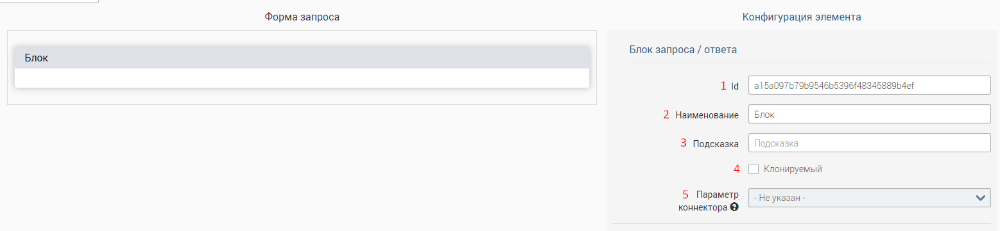 Форма запроса
Блок
Конфигурация элемента
Блок запроса / ответа
1 Id a15a097b79b9546b5396f48345889b4ef
2 Наименование Блок
3 Подсказка Подсказка
4 Клонируемый
5 Параметр
коннектора ? - Не указан -